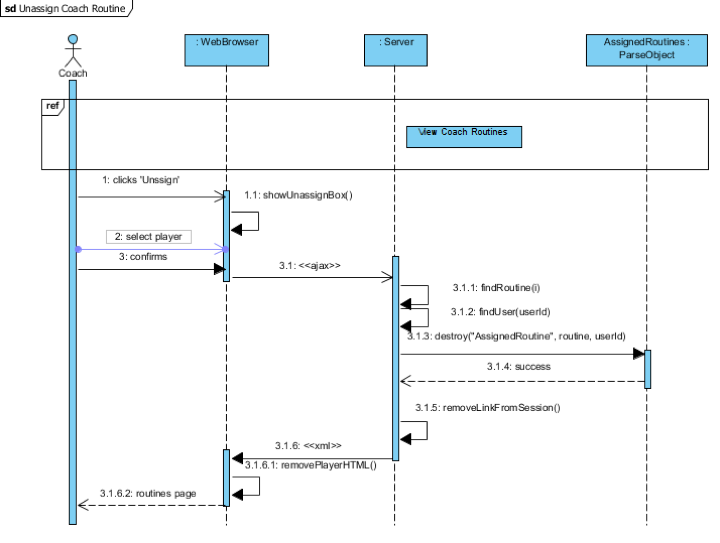 sd Unassign Coach Routine
: WebBrowser
: Server
AssignedRoutines :
ParseObject
Coach
ref
View Coach Routines
1: clicks 'Unssign'
1.1: showUnassignBox()
2: select player
3: confirms
3.1: <<ajax>>
3.1.1: findRoutine(i)
3.1.2: findUser(userId)
3.1.3: destroy("AssignedRoutine", routine, userId)
3.1.4: success
3.1.5: removeLinkFromSession()
3.1.6: <<xml>>
3.1.6.1: removePlayerHTML()
3.1.6.2: routines page